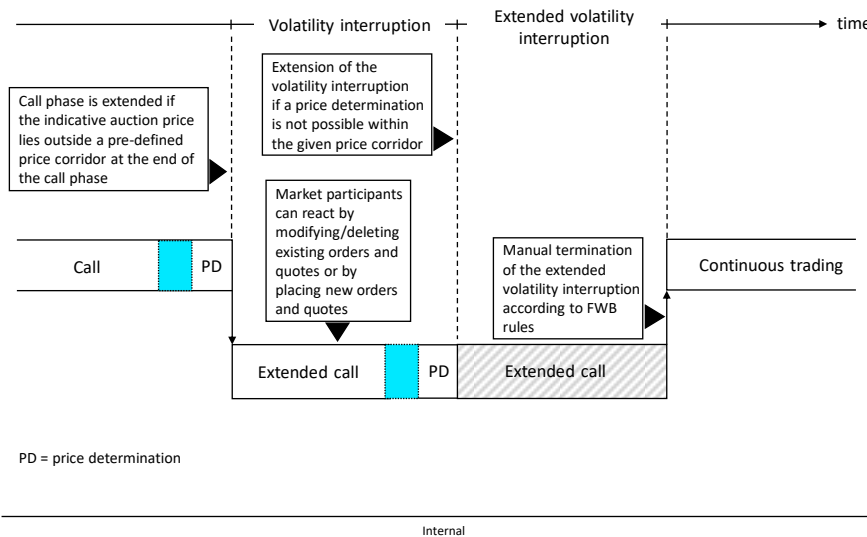 Volatility interruption
Extended volatility
interruption
time
Extension of the
volatility interruption
if a price determination
is not possible within
the given price corridor
Call phase is extended if
the indicative auction price
lies outside a pre-defined
price corridor at the end of
the call phase
Market participants
can react by
modifying/deleting
existing orders and
quotes or by
placing new orders
and quotes
Manual termination
of the extended
volatility interruption
according to FWB
rules
Call
PD
Continuous trading
Extended call
PD
Extended call
PD = price determination
Internal